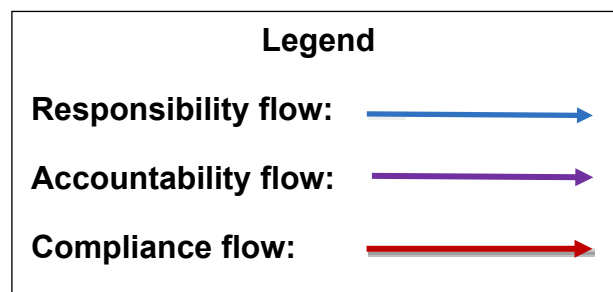 Legend
Responsibility flow:
Accountability flow:
Compliance flow: